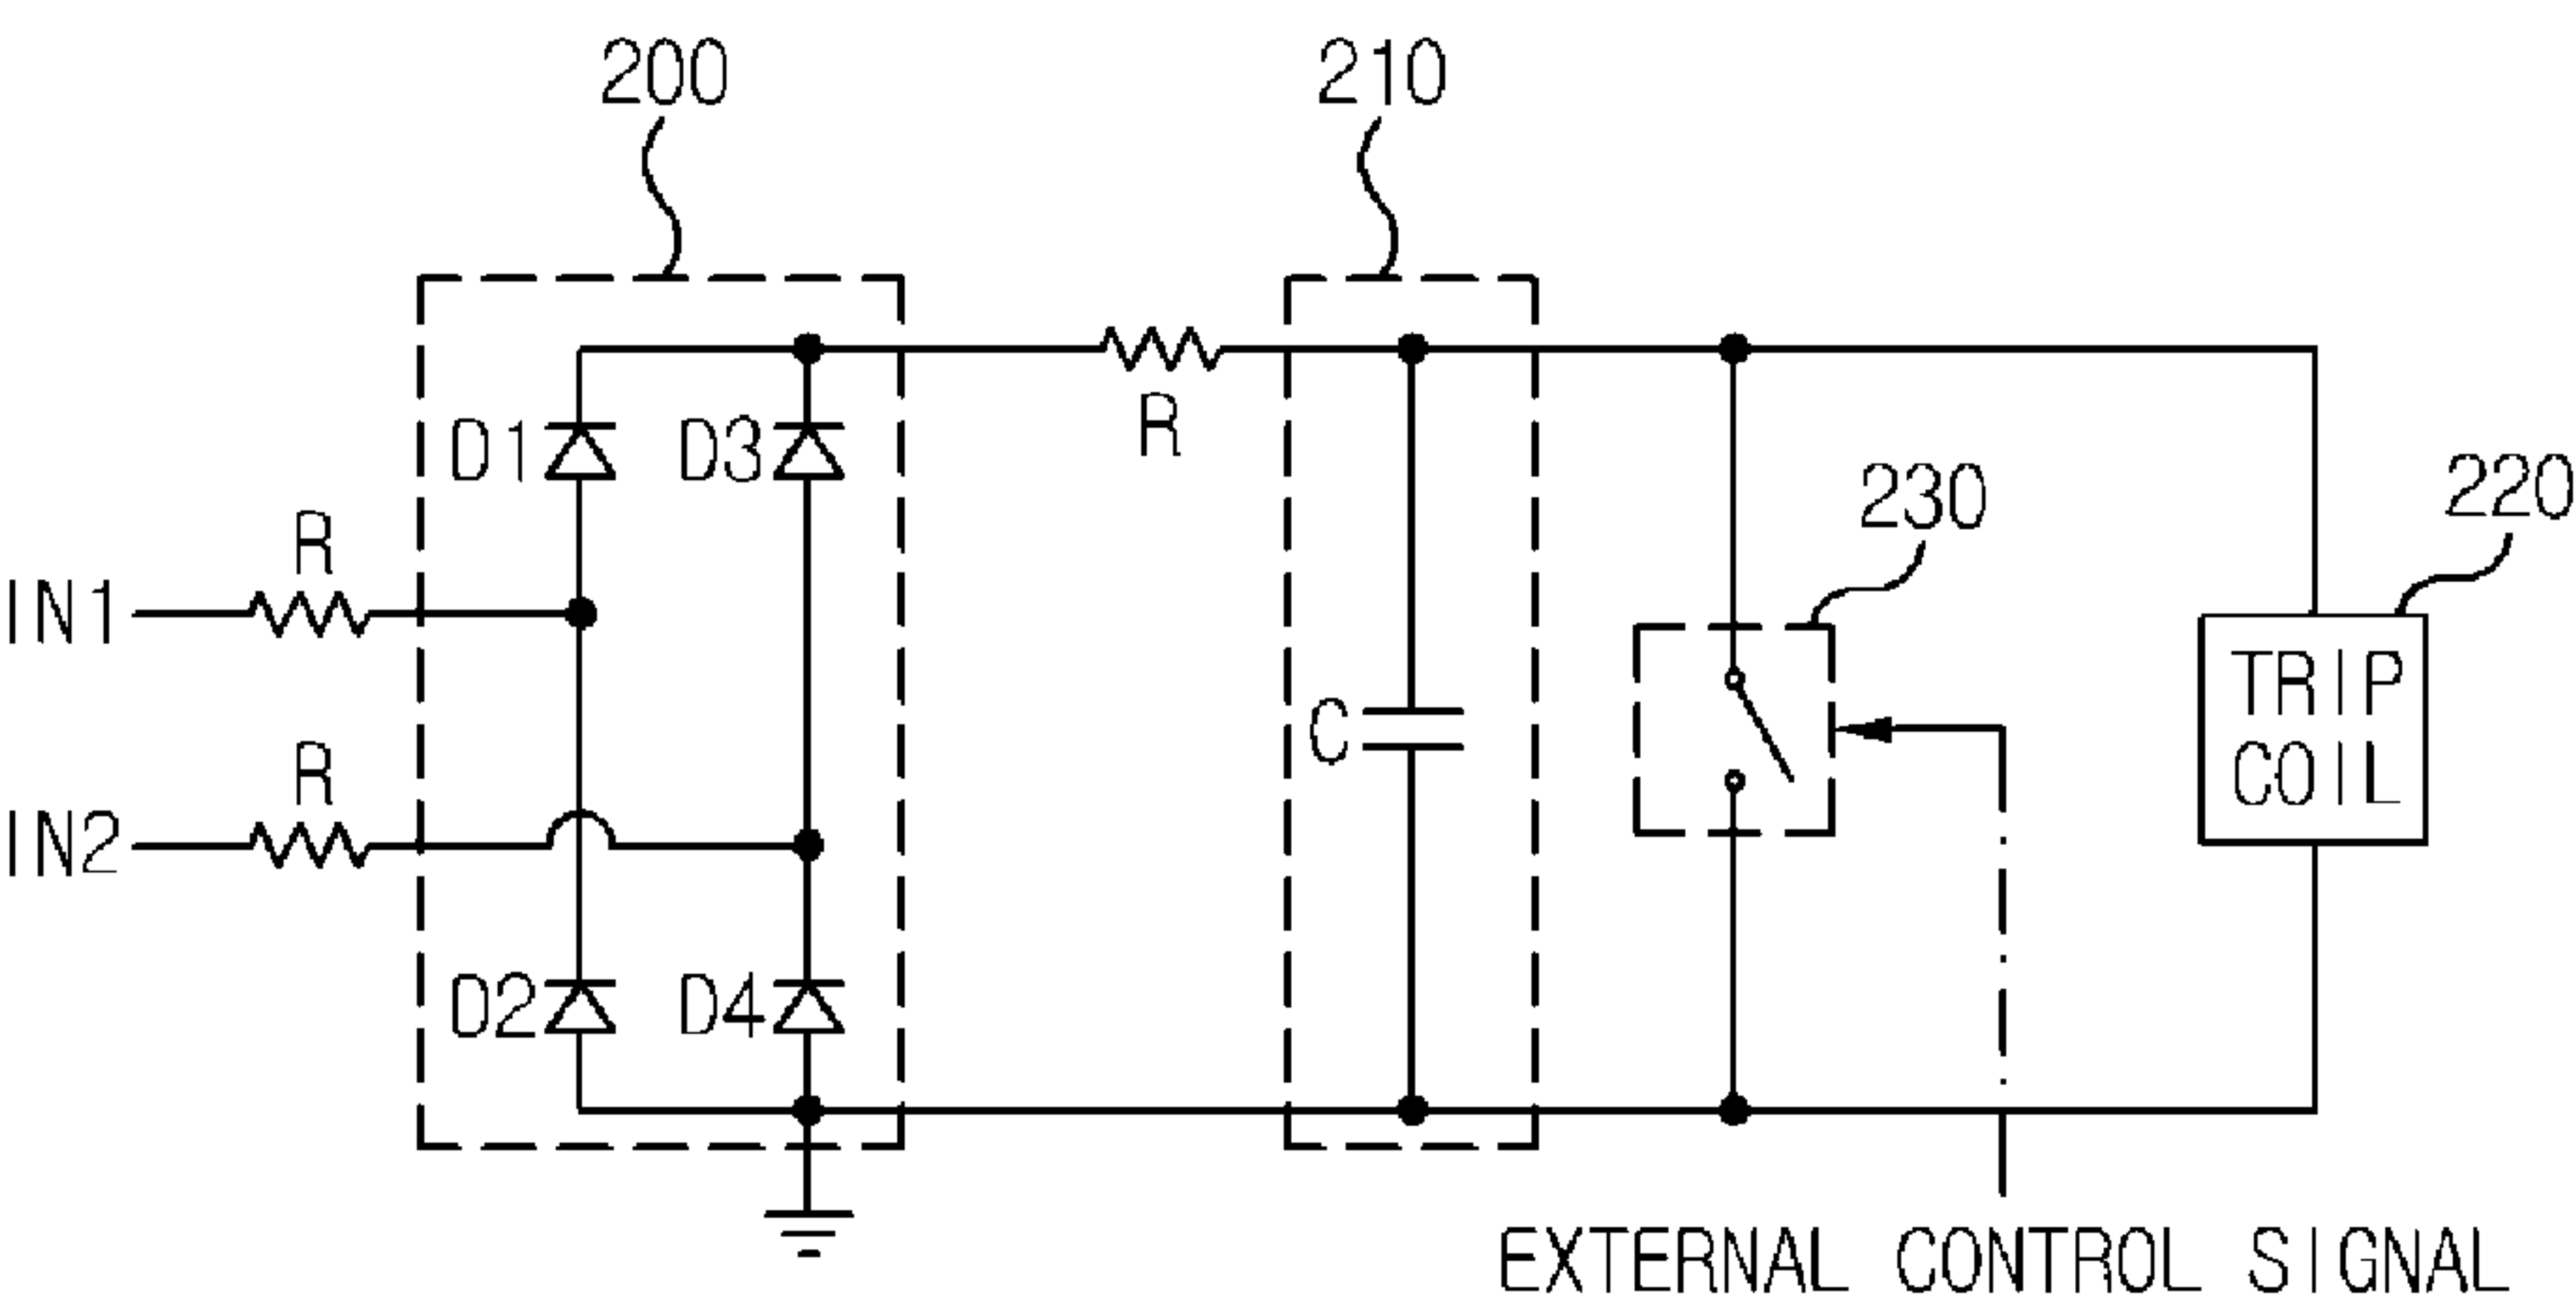 200
210
D1
D3
R
230
220
R
IN1
TRIP
COIL
C
R
IN2
D2
D4
EXTERNAL CONTROL SIGNAL